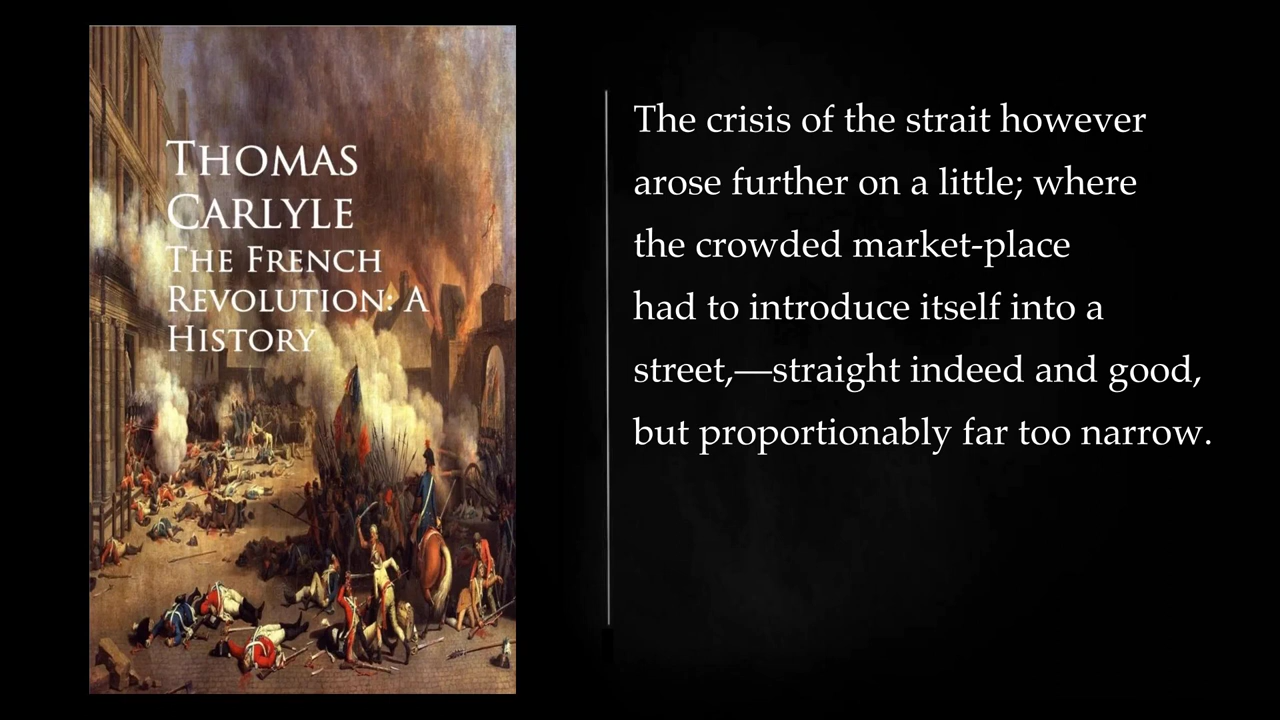 THOMAS
CARLYLE
THE FRENCH
REVOLUTION: A
HISTORY
The crisis of the strait however
arose further on a little; where
the crowded market-place
had to introduce itself into a
street,—straight indeed and good,
but proportionably far too narrow.